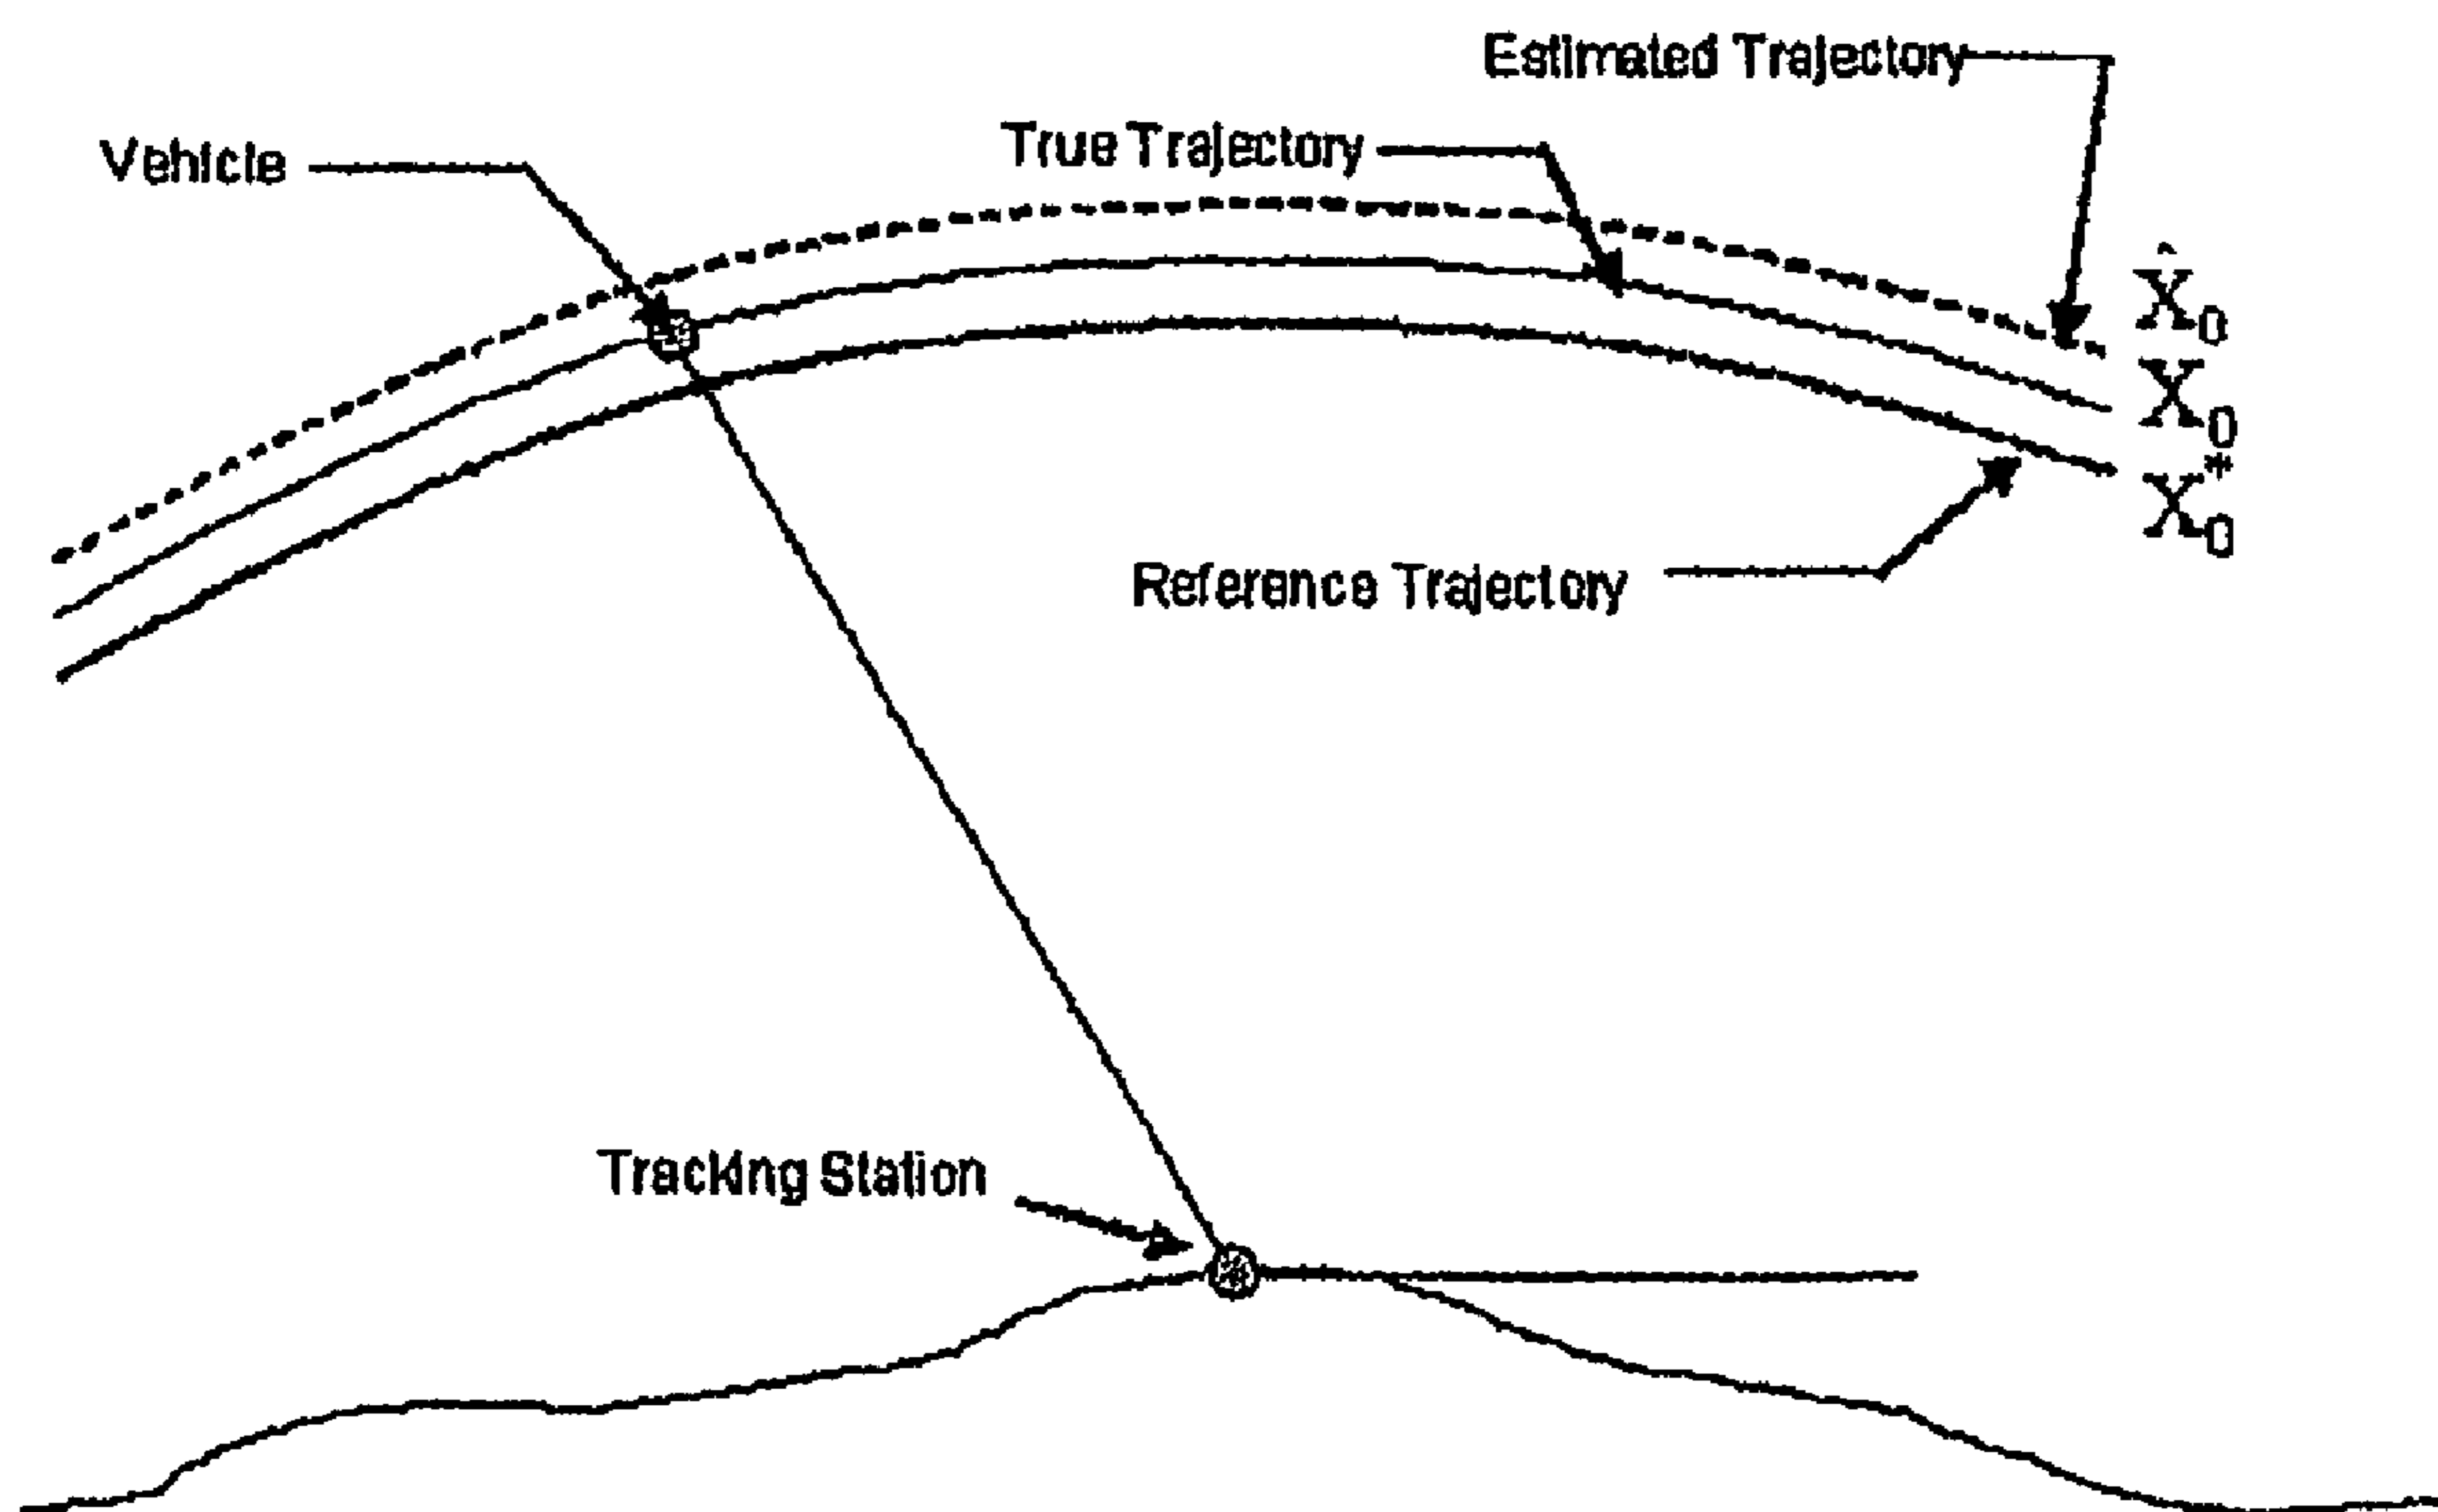 Estimated Trajectory
True Trajectory
Vehicle
X̂₀
X₀
X₀*
Reference Trajectory
Tracking Station